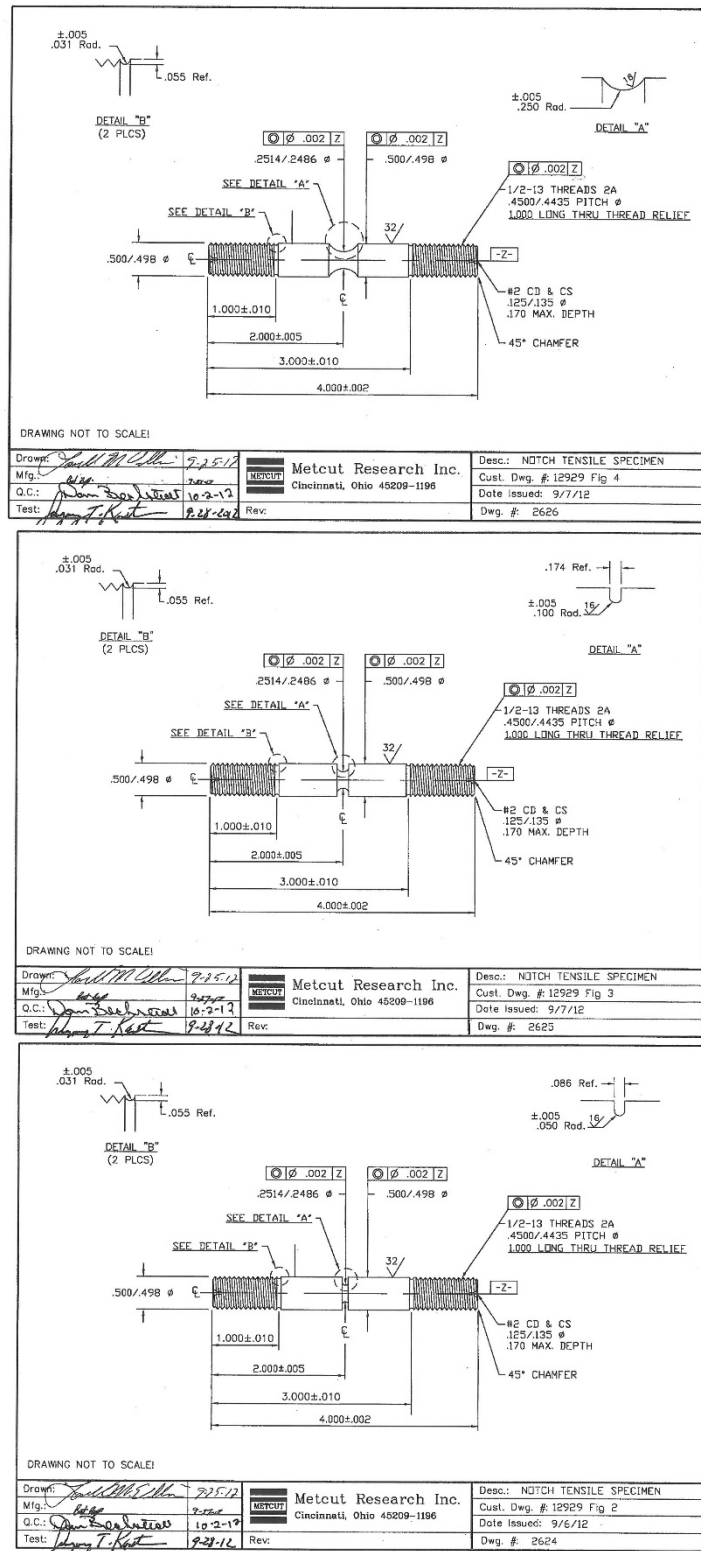 ±.005
.031 Rad.
.055 Ref.
DETAIL "B"
(2 PLCS)
16
±.005
.250 Rad.
DETAIL "A"
◎ Ø .002 Z
.2514/.2486 ø
◎ Ø .002 Z
.500/.498 ø
SEE DETAIL "A"
SEE DETAIL "B"
◎ Ø .002 Z
1/2-13 THREADS 2A
.4500/.4435 PITCH ø
1.000 LONG THRU THREAD RELIEF
32
.500/.498 ø
-Z-
#2 CD & CS
.125/.135 ø
.170 MAX. DEPTH
45° CHAMFER
1.000±.010
2.000±.005
3.000±.010
4.000±.002
DRAWING NOT TO SCALE!
Drawn: 9-25-12
Mfg.:
Q.C.: 10-2-12
Test: 9-28-2012
METCUT
Metcut Research Inc.
Cincinnati, Ohio 45209-1196
Rev:
Desc.: NOTCH TENSILE SPECIMEN
Cust. Dwg. #: 12929 Fig 4
Date Issued: 9/7/12
Dwg. #: 2626
±.005
.031 Rad.
.055 Ref.
DETAIL "B"
(2 PLCS)
.174 Ref.
±.005
.100 Rad.
16
DETAIL "A"
◎ Ø .002 Z
.2514/.2486 ø
◎ Ø .002 Z
.500/.498 ø
SEE DETAIL "A"
SEE DETAIL "B"
◎ Ø .002 Z
1/2-13 THREADS 2A
.4500/.4435 PITCH ø
1.000 LONG THRU THREAD RELIEF
32
.500/.498 ø
-Z-
#2 CD & CS
.125/.135 ø
.170 MAX. DEPTH
45° CHAMFER
1.000±.010
2.000±.005
3.000±.010
4.000±.002
DRAWING NOT TO SCALE!
Drawn: 9-25-12
Mfg.:
Q.C.: 10-2-12
Test: 9-28-12
METCUT
Metcut Research Inc.
Cincinnati, Ohio 45209-1196
Rev:
Desc.: NOTCH TENSILE SPECIMEN
Cust. Dwg. #: 12929 Fig 3
Date Issued: 9/7/12
Dwg. #: 2625
±.005
.031 Rad.
.055 Ref.
DETAIL "B"
(2 PLCS)
.086 Ref.
±.005
.050 Rad.
16
DETAIL "A"
◎ Ø .002 Z
.2514/.2486 ø
◎ Ø .002 Z
.500/.498 ø
SEE DETAIL "A"
SEE DETAIL "B"
◎ Ø .002 Z
1/2-13 THREADS 2A
.4500/.4435 PITCH ø
1.000 LONG THRU THREAD RELIEF
32
.500/.498 ø
-Z-
#2 CD & CS
.125/.135 ø
.170 MAX. DEPTH
45° CHAMFER
1.000±.010
2.000±.005
3.000±.010
4.000±.002
DRAWING NOT TO SCALE!
Drawn: 9-25-12
Mfg.:
Q.C.: 10-2-12
Test: 9-28-12
METCUT
Metcut Research Inc.
Cincinnati, Ohio 45209-1196
Rev:
Desc.: NOTCH TENSILE SPECIMEN
Cust. Dwg. #: 12929 Fig 2
Date Issued: 9/6/12
Dwg. #: 2624